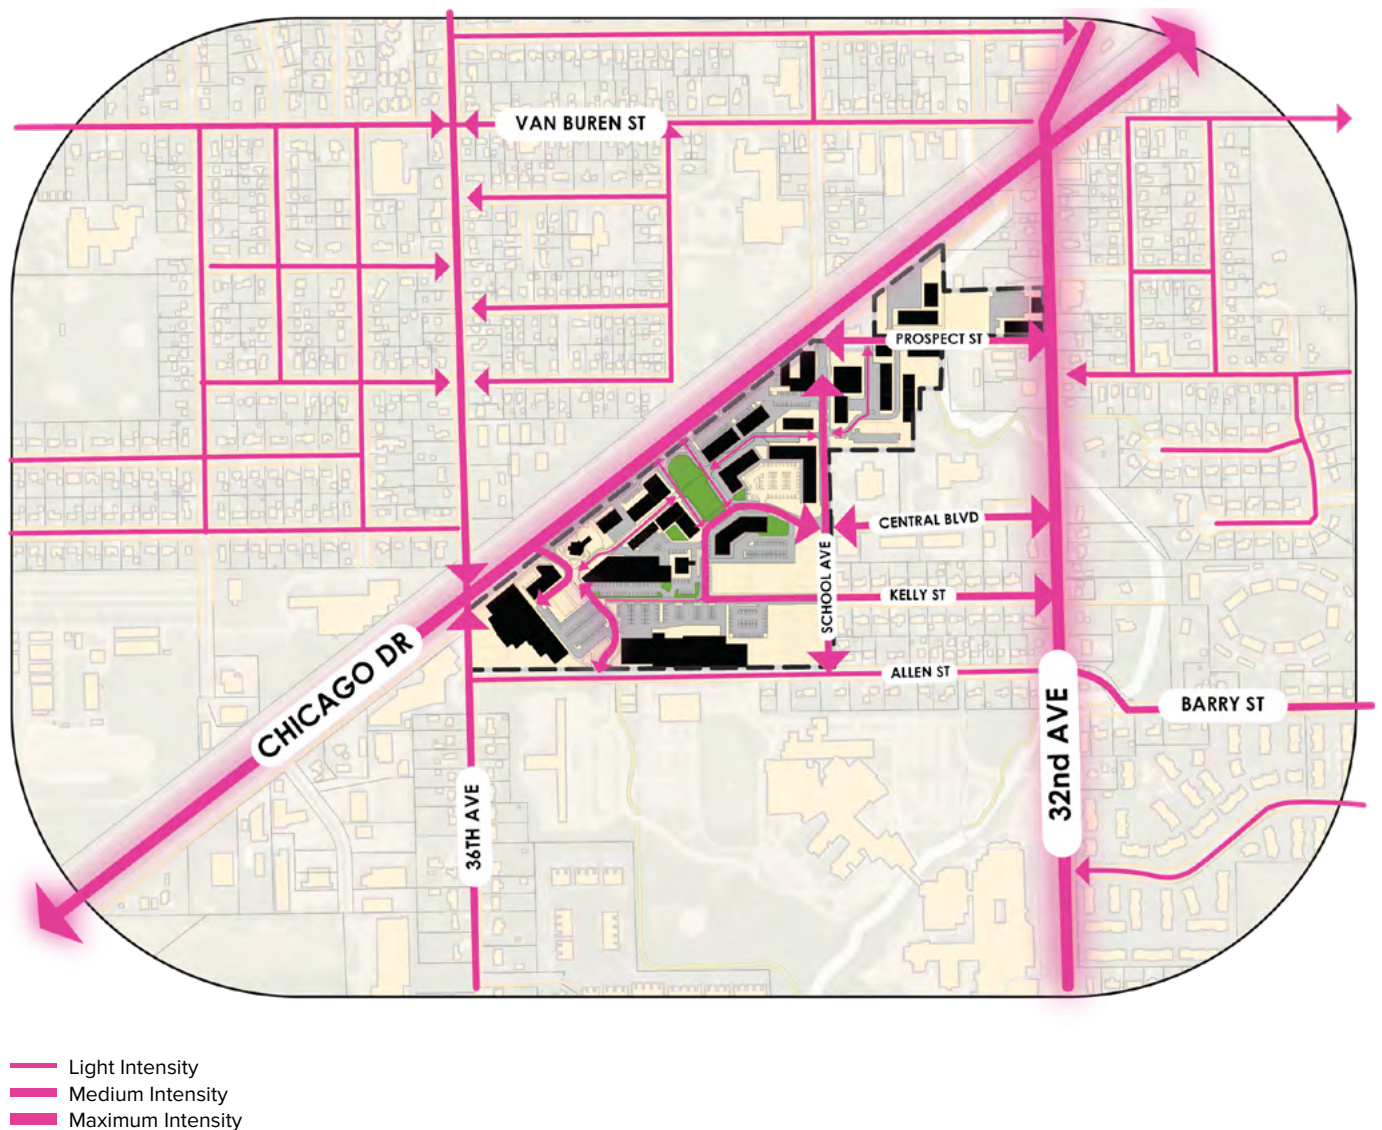 VAN BUREN ST
PROSPECT ST
CENTRAL BLVD
SCHOOL AVE
KELLY ST
ALLEN ST
BARRY ST
CHICAGO DR
32nd AVE
36TH AVE
Light Intensity
Medium Intensity
Maximum Intensity